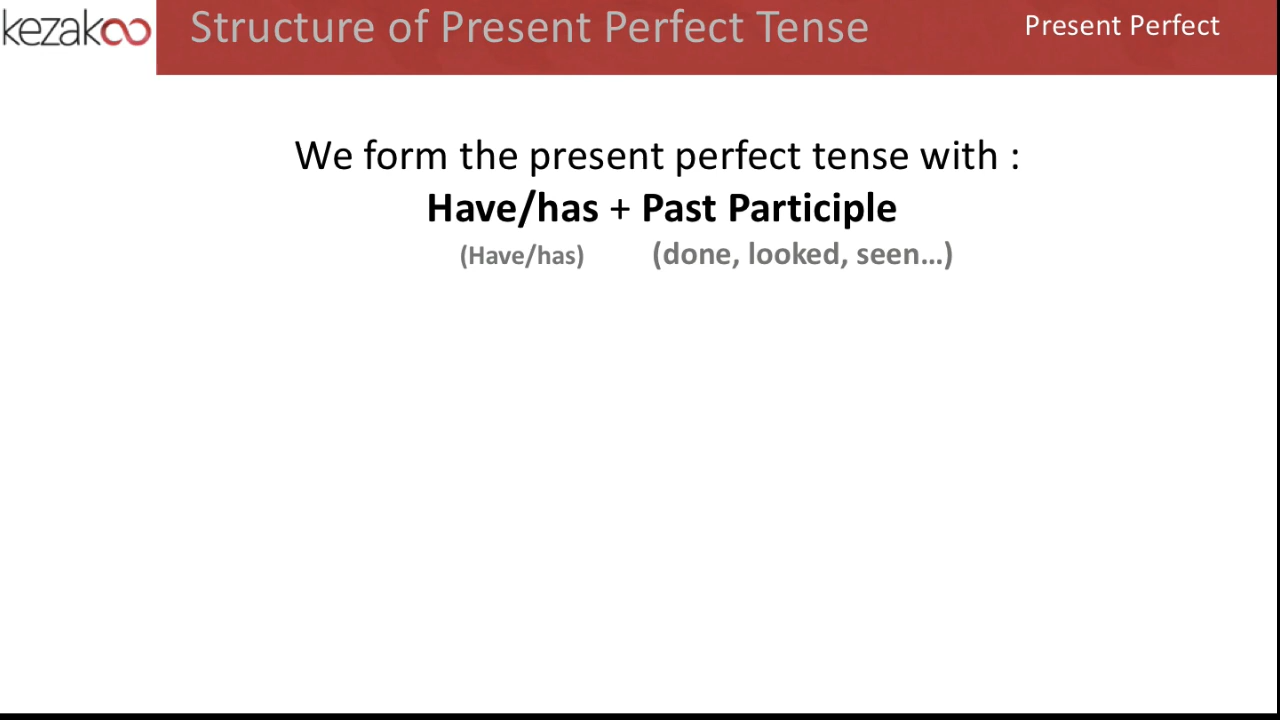 kezakoo
Structure of Present Perfect Tense
Present Perfect
We form the present perfect tense with :
Have/has + Past Participle
(Have/has) (done, looked, seen...)